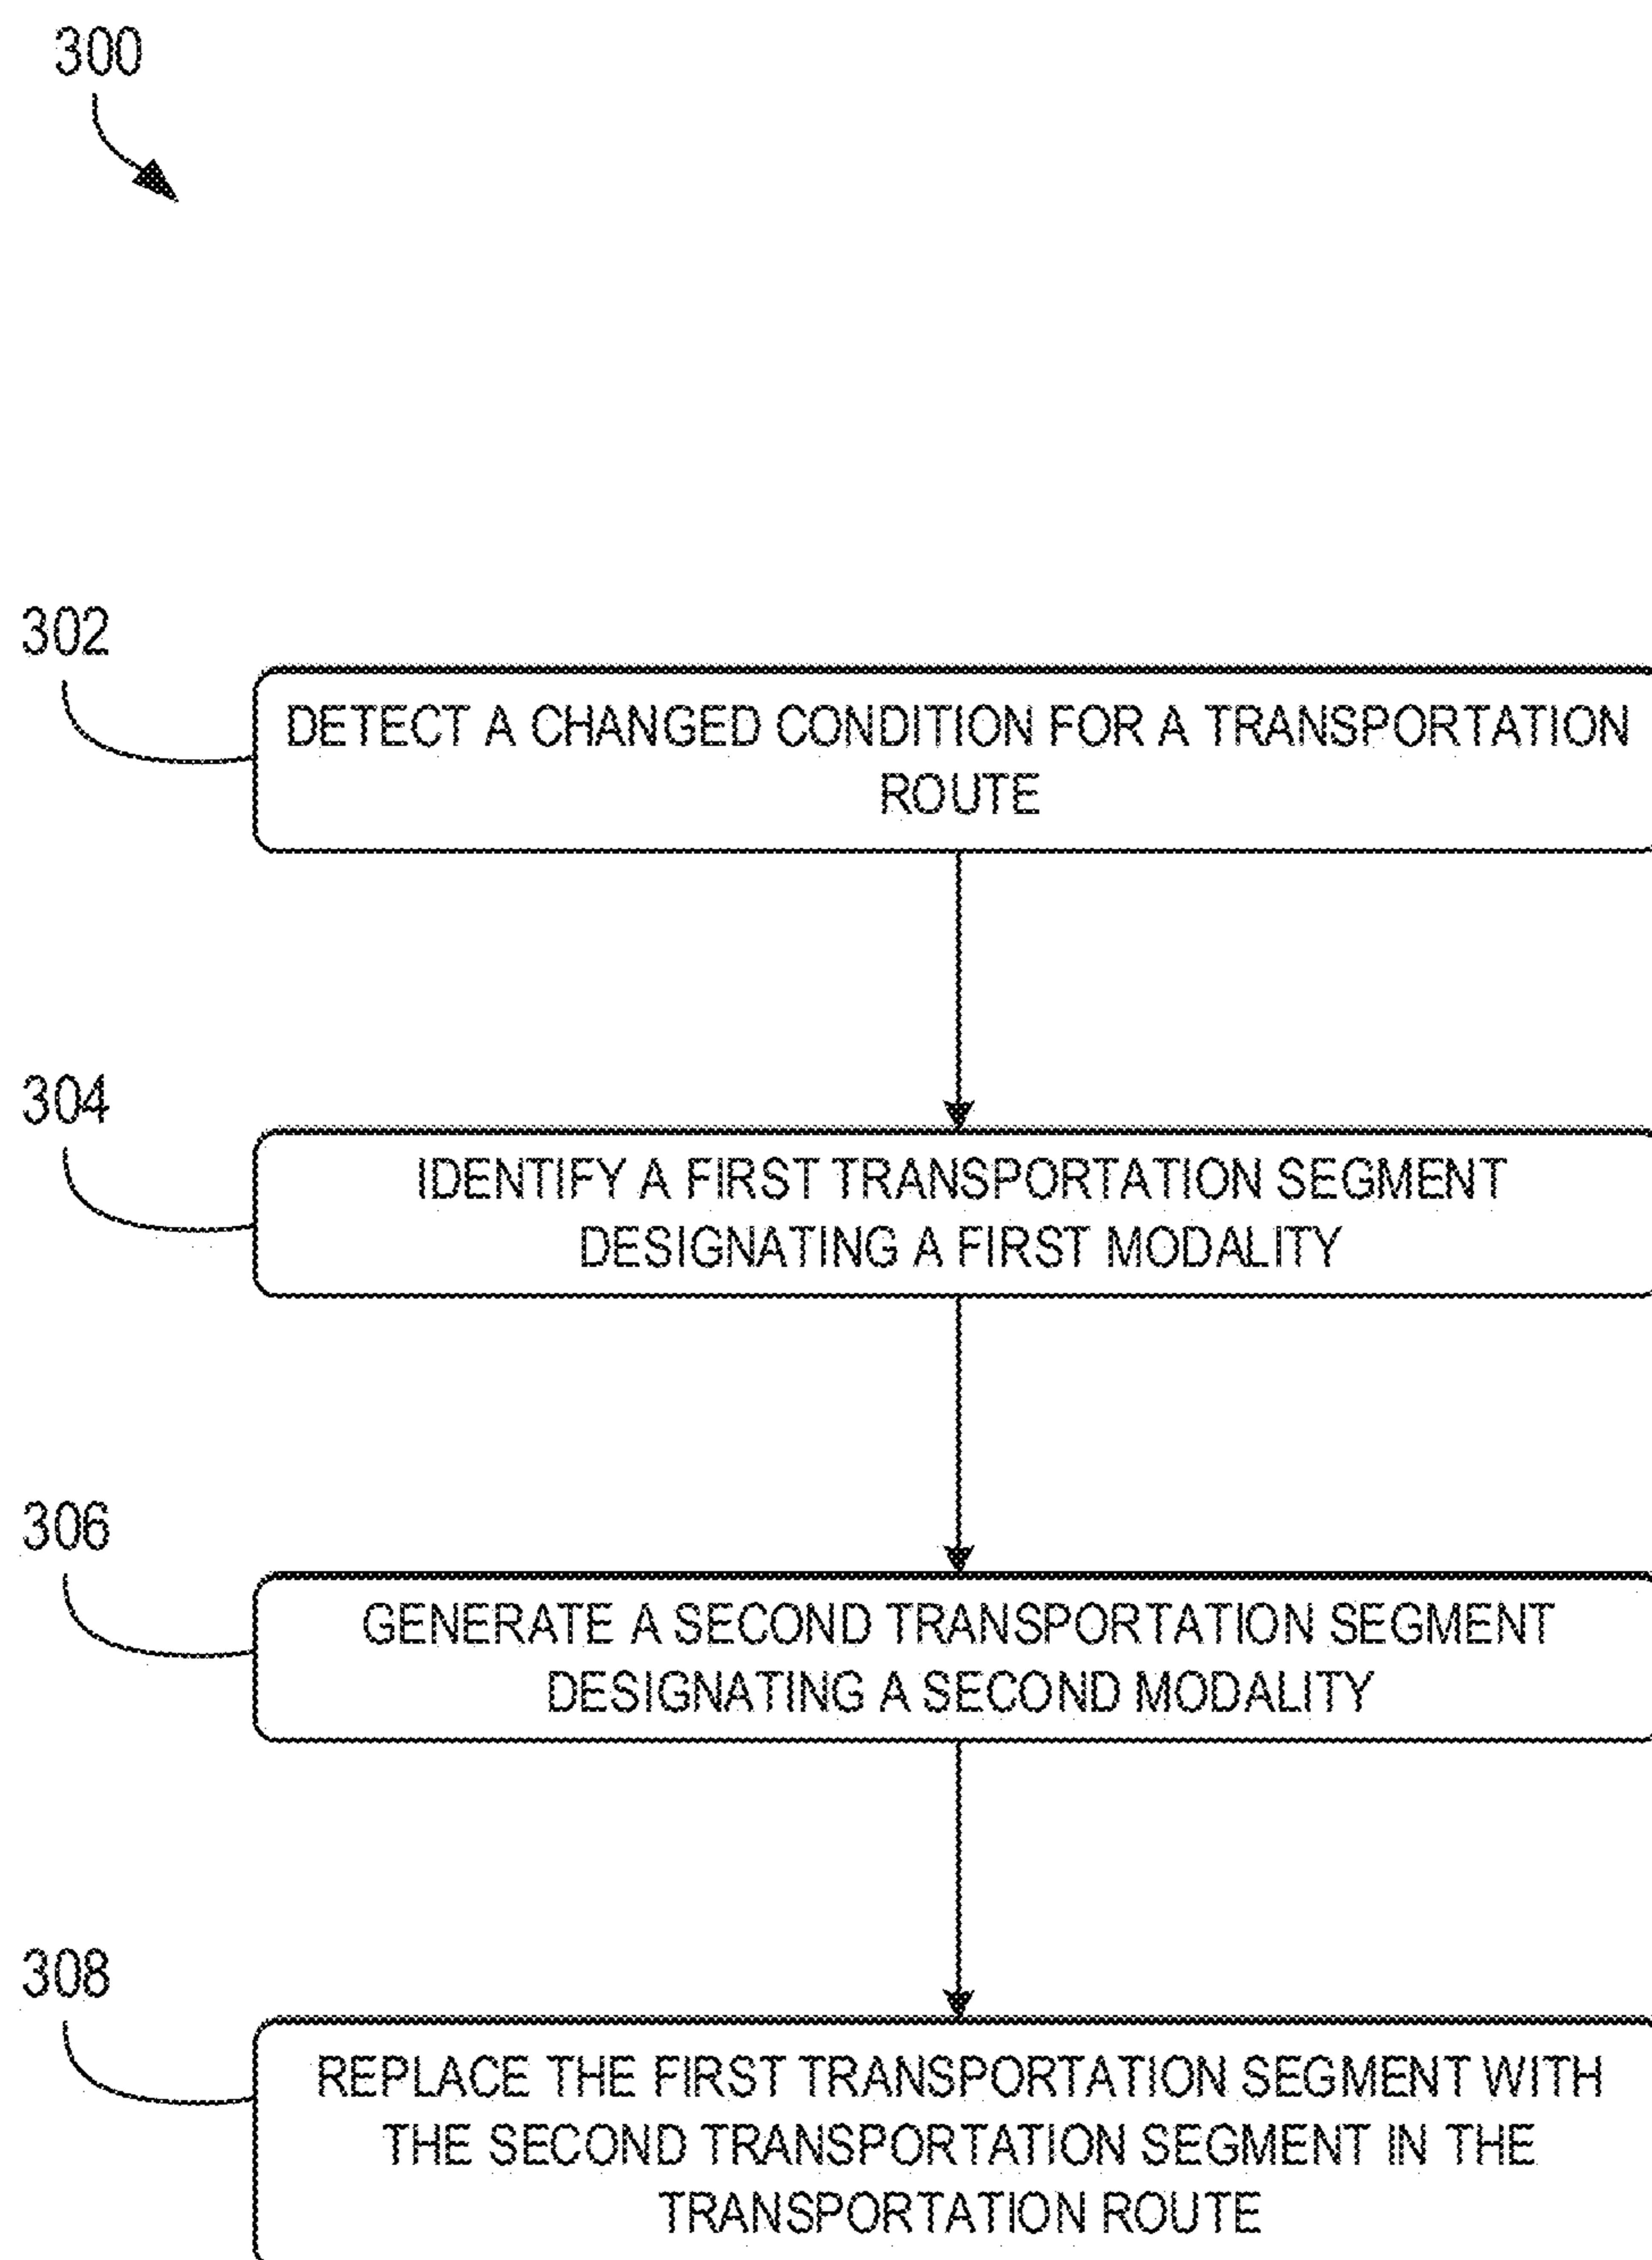 300
302
DETECT A CHANGED CONDITION FOR A TRANSPORTATION
ROUTE
304
IDENTIFY A FIRST TRANSPORTATION SEGMENT
DESIGNATING A FIRST MODALITY
306
GENERATE A SECOND TRANSPORTATION SEGMENT
DESIGNATING A SECOND MODALITY
308
REPLACE THE FIRST TRANSPORTATION SEGMENT WITH
THE SECOND TRANSPORTATION SEGMENT IN THE
TRANSPORTATION ROUTE